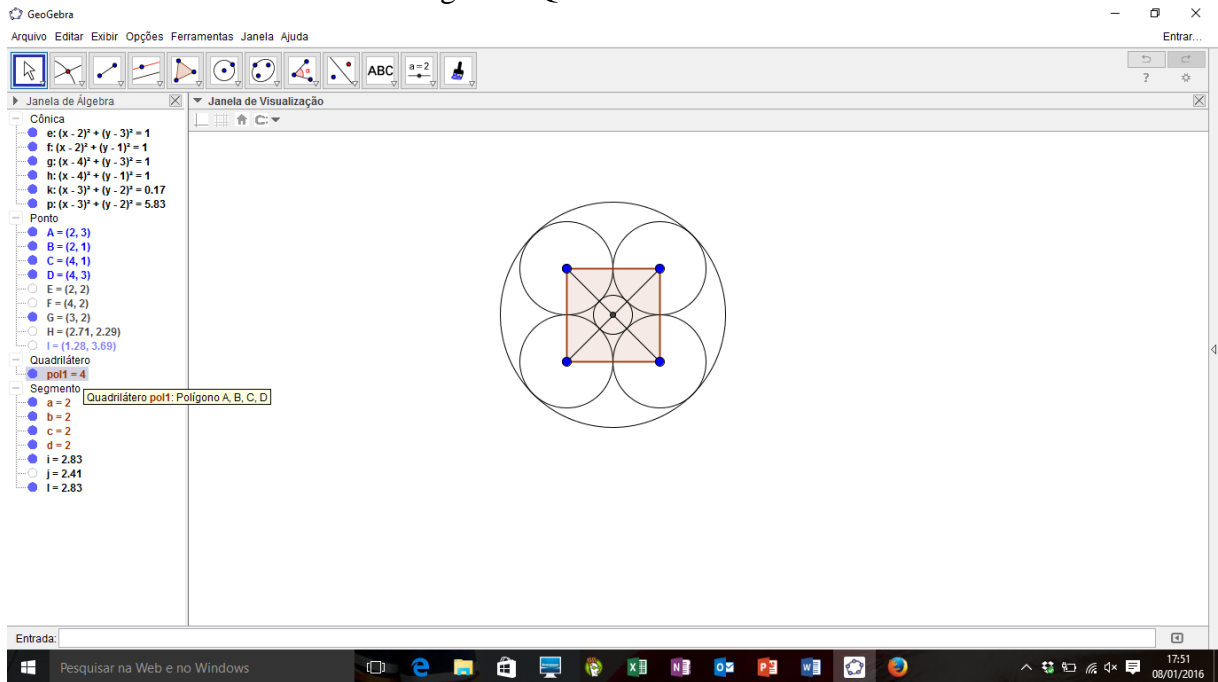 GeoGebra
Arquivo Editar Exibir Opções Ferramentas Janela Ajuda
Entrar...
ABC
a = 2
?
Janela de Álgebra
Janela de Visualização
Cônica
e: (x - 2)² + (y - 3)² = 1
f: (x - 2)² + (y - 1)² = 1
g: (x - 4)² + (y - 3)² = 1
h: (x - 4)² + (y - 1)² = 1
k: (x - 3)² + (y - 2)² = 0.17
p: (x - 3)² + (y - 2)² = 5.83
Ponto
A = (2, 3)
B = (2, 1)
C = (4, 1)
D = (4, 3)
E = (2, 2)
F = (4, 2)
G = (3, 2)
H = (2.71, 2.29)
I = (1.28, 3.69)
Quadrilátero
pol1 = 4
Segmento
Quadrilátero pol1: Polígono A, B, C, D
a = 2
b = 2
c = 2
d = 2
i = 2.83
j = 2.41
l = 2.83
Entrada:
Pesquisar na Web e no Windows
17:51
08/01/2016